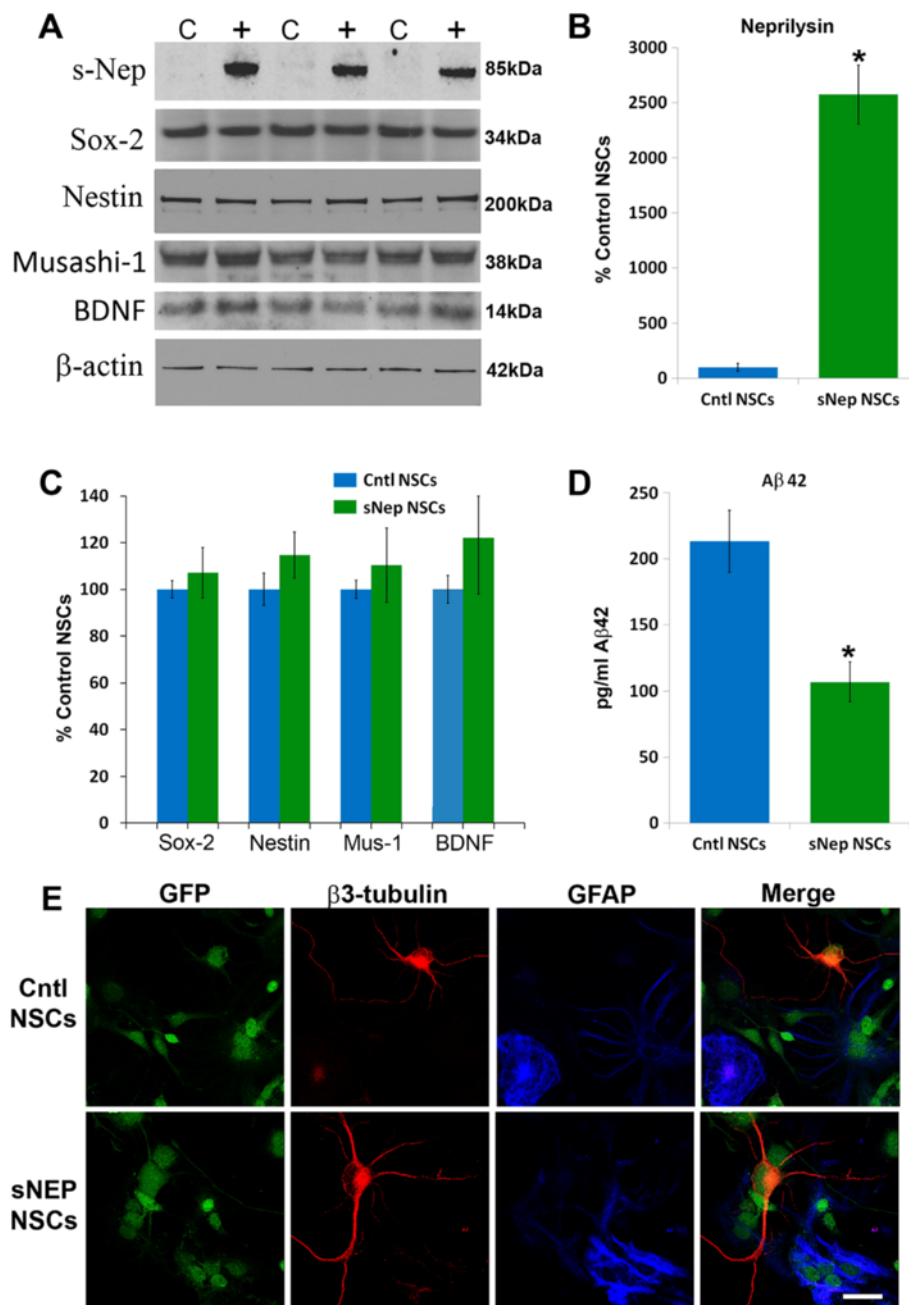 A
C + C + C +
s-Nep
85kDa
Sox-2
34kDa
Nestin
200kDa
Musashi-1
38kDa
BDNF
14kDa
β-actin
42kDa
B
Neprilysin
% Control NSCs
3000
2500
2000
1500
1000
500
0
*
Cntl NSCs sNep NSCs
C
Cntl NSCs
sNep NSCs
% Control NSCs
140
120
100
80
60
40
20
0
Sox-2 Nestin Mus-1 BDNF
D
Aβ 42
pg/ml Aβ42
250
200
150
100
50
0
*
Cntl NSCs sNep NSCs
E
GFP β3-tubulin GFAP Merge
Cntl
NSCs
sNEP
NSCs